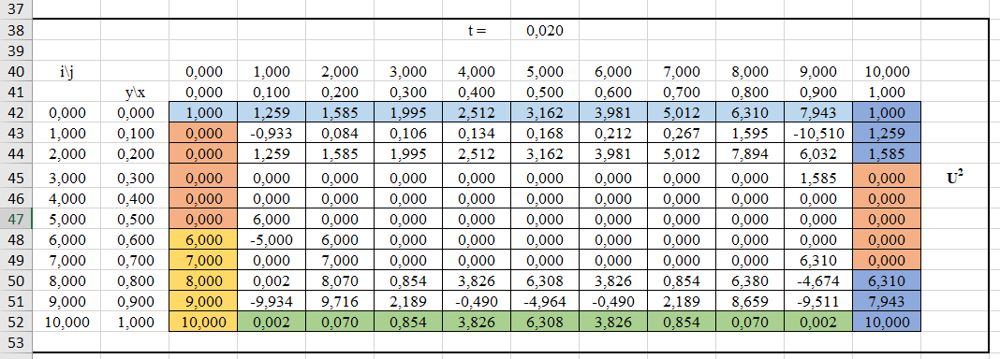 37
38 t = 0,020
39
40 i\j 0,000 1,000 2,000 3,000 4,000 5,000 6,000 7,000 8,000 9,000 10,000
41 y\x 0,000 0,100 0,200 0,300 0,400 0,500 0,600 0,700 0,800 0,900 1,000
42 0,000 0,000 1,000 1,259 1,585 1,995 2,512 3,162 3,981 5,012 6,310 7,943 1,000
43 1,000 0,100 0,000 -0,933 0,084 0,106 0,134 0,168 0,212 0,267 1,595 -10,510 1,259
44 2,000 0,200 0,000 1,259 1,585 1,995 2,512 3,162 3,981 5,012 7,894 6,032 1,585
45 3,000 0,300 0,000 0,000 0,000 0,000 0,000 0,000 0,000 0,000 0,000 1,585 0,000 U²
46 4,000 0,400 0,000 0,000 0,000 0,000 0,000 0,000 0,000 0,000 0,000 0,000 0,000
47 5,000 0,500 0,000 6,000 0,000 0,000 0,000 0,000 0,000 0,000 0,000 0,000 0,000
48 6,000 0,600 6,000 -5,000 6,000 0,000 0,000 0,000 0,000 0,000 0,000 0,000 0,000
49 7,000 0,700 7,000 0,000 7,000 0,000 0,000 0,000 0,000 0,000 0,000 6,310 0,000
50 8,000 0,800 8,000 0,002 8,070 0,854 3,826 6,308 3,826 0,854 6,380 -4,674 6,310
51 9,000 0,900 9,000 -9,934 9,716 2,189 -0,490 -4,964 -0,490 2,189 8,659 -9,511 7,943
52 10,000 1,000 10,000 0,002 0,070 0,854 3,826 6,308 3,826 0,854 0,070 0,002 10,000
53